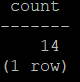 count
-------
14
(1 row)